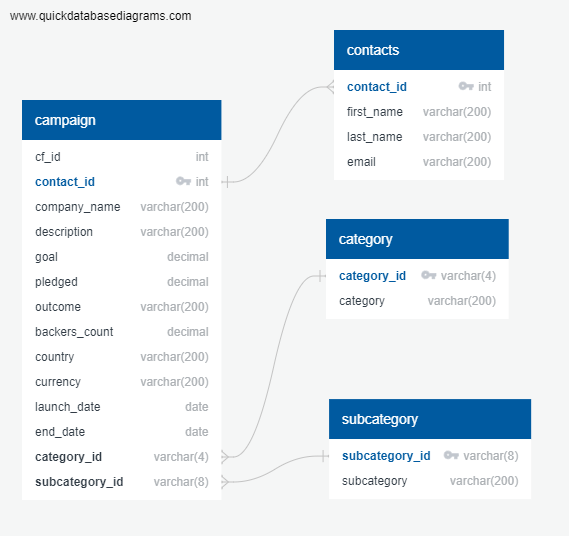 www.quickdatabasediagrams.com
campaign
cf_id int
contact_id int
company_name varchar(200)
description varchar(200)
goal decimal
pledged decimal
outcome varchar(200)
backers_count decimal
country varchar(200)
currency varchar(200)
launch_date date
end_date date
category_id varchar(4)
subcategory_id varchar(8)
contacts
contact_id int
first_name varchar(200)
last_name varchar(200)
email varchar(200)
category
category_id varchar(4)
category varchar(200)
subcategory
subcategory_id varchar(8)
subcategory varchar(200)